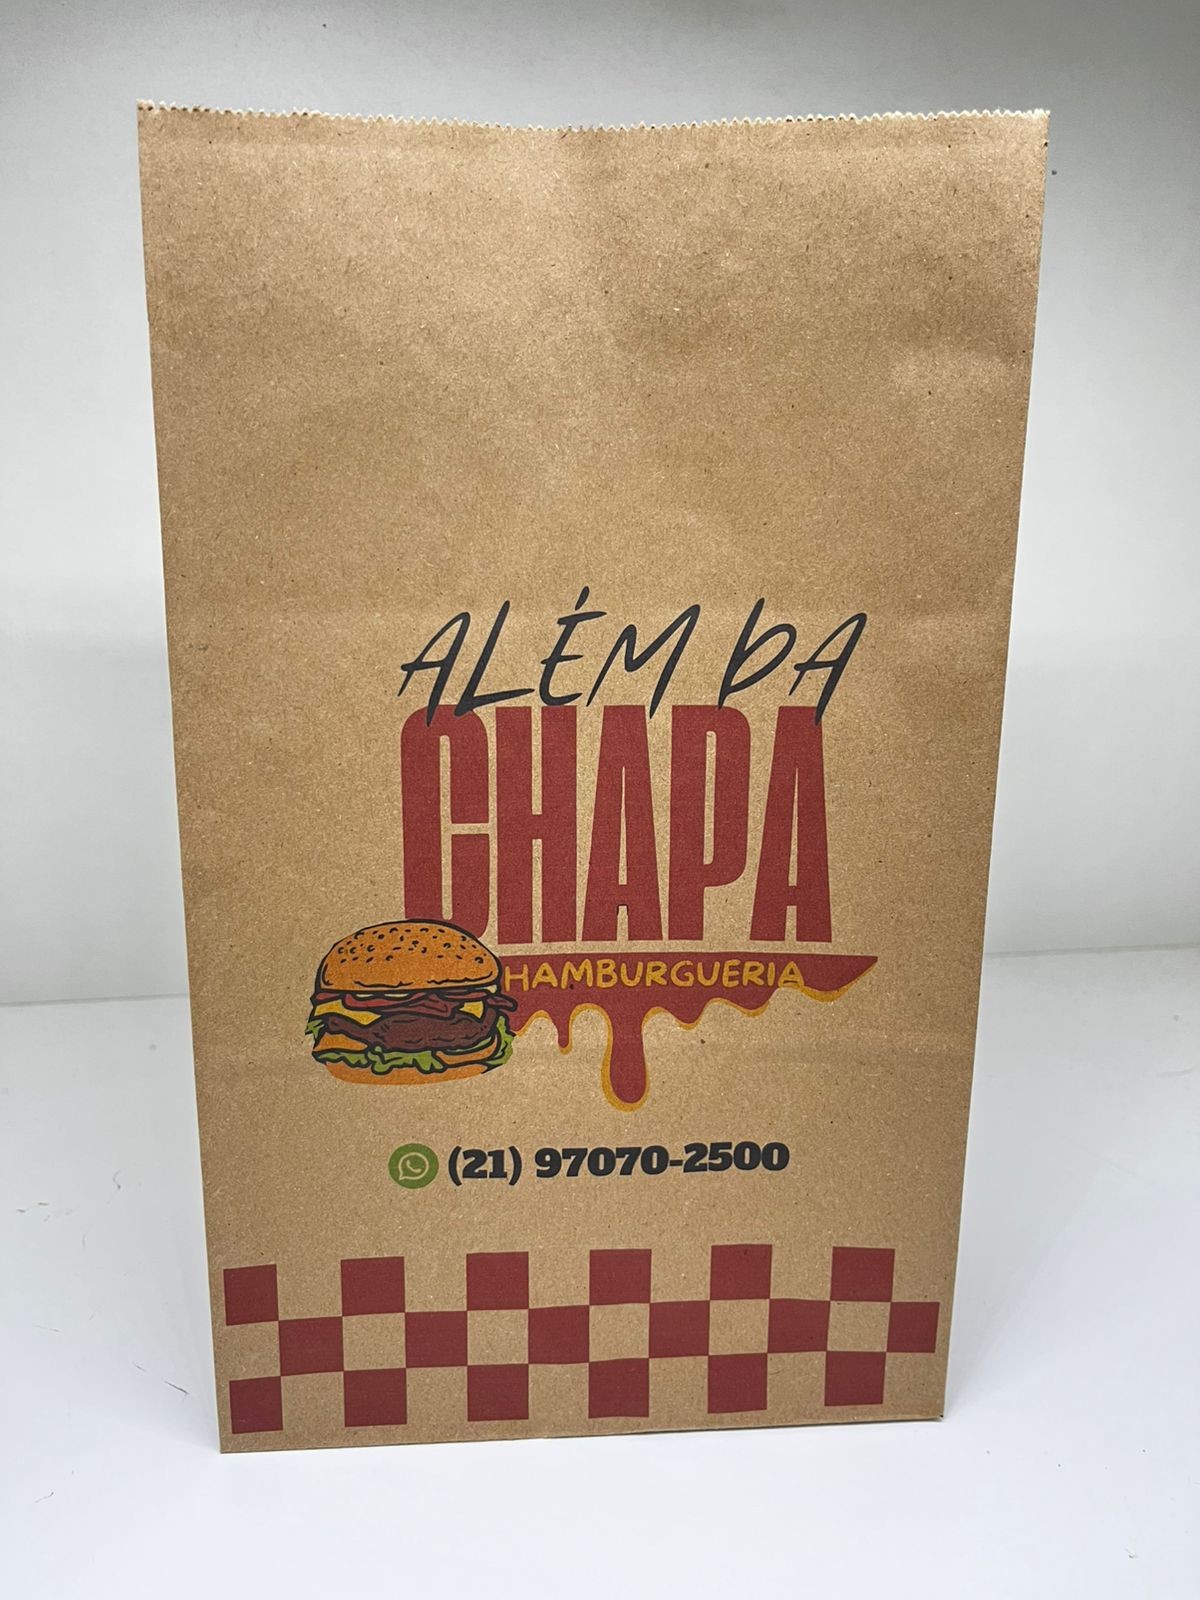 ALÉM DA
CHAPA
HAMBURGUERIA
(21) 97070-2500